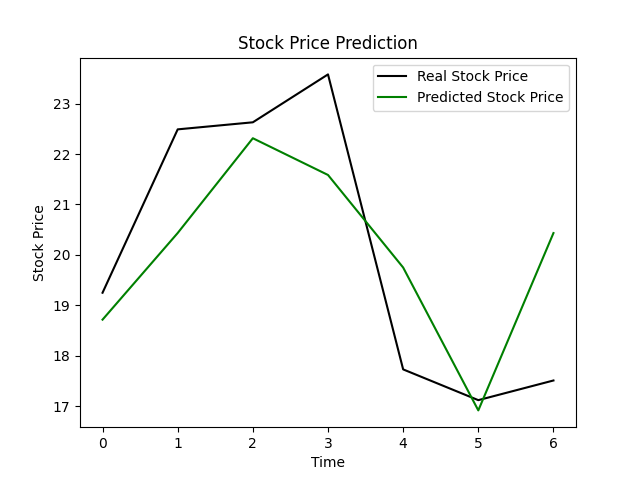 Stock Price Prediction
Real Stock Price
Predicted Stock Price
Stock Price
23
22
21
20
19
18
17
0 1 2 3 4 5 6
Time